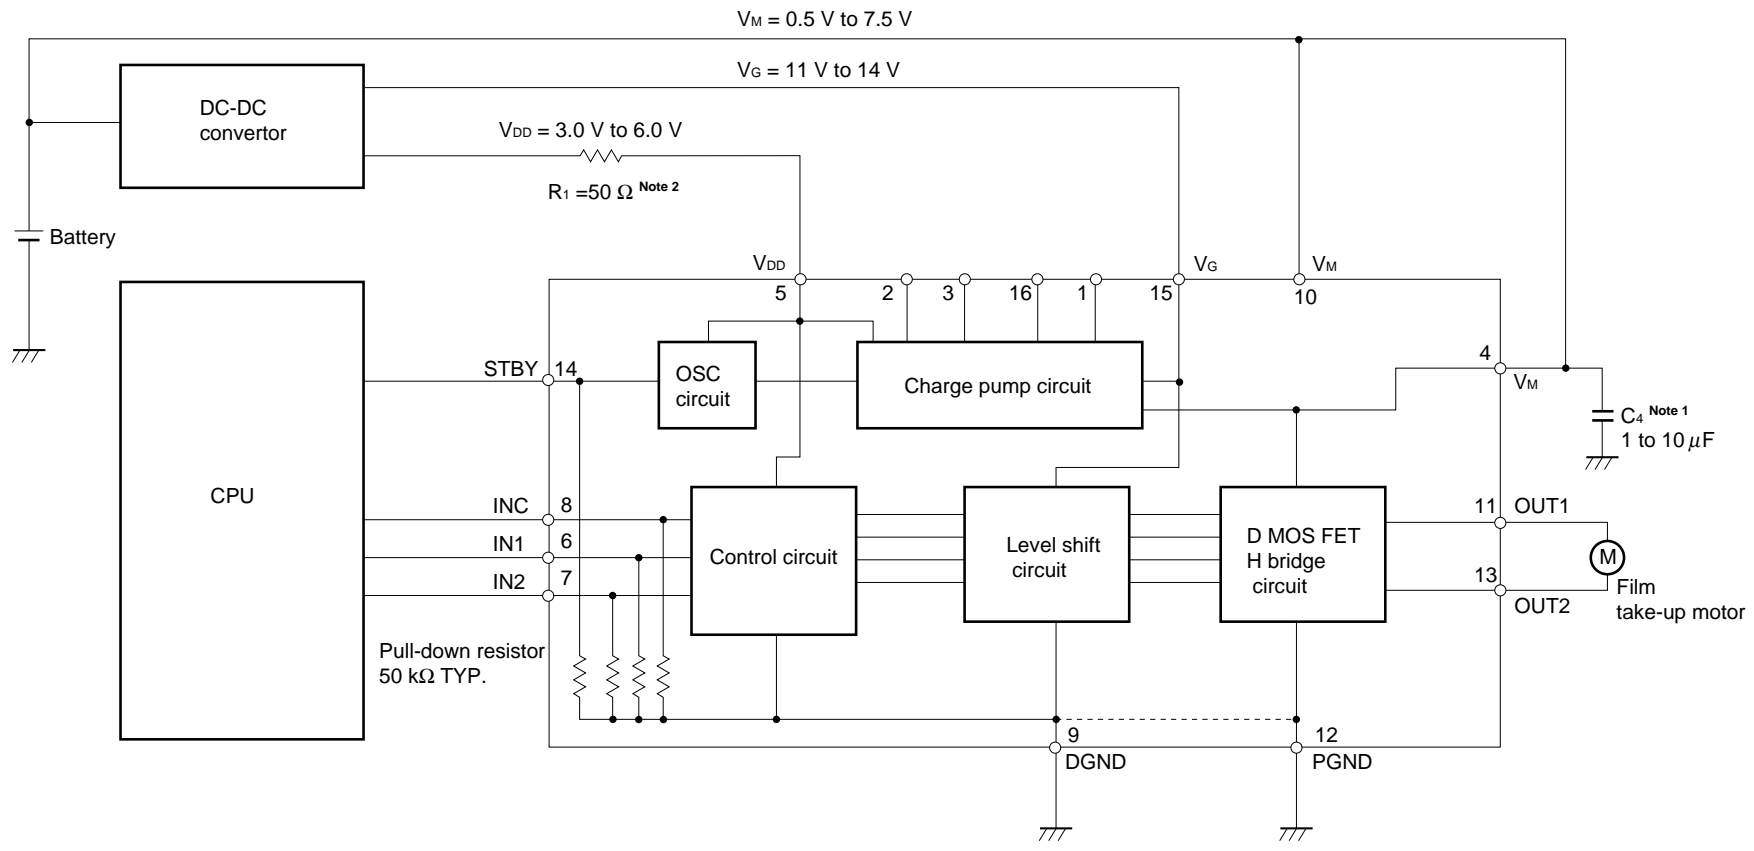 VM = 0.5 V to 7.5 V
VG = 11 V to 14 V
DC-DC
convertor
VDD = 3.0 V to 6.0 V
R1 =50 Ω Note 2
Battery
VDD
5
2
3
16
1
15
VG
VM
10
STBY
14
OSC
circuit
Charge pump circuit
4
VM
C4 Note 1
1 to 10 μF
CPU
INC
8
IN1
6
IN2
7
Control circuit
Level shift
circuit
D MOS FET
H bridge
circuit
11
OUT1
M
13
OUT2
Film
take-up motor
Pull-down resistor
50 kΩ TYP.
9
DGND
12
PGND